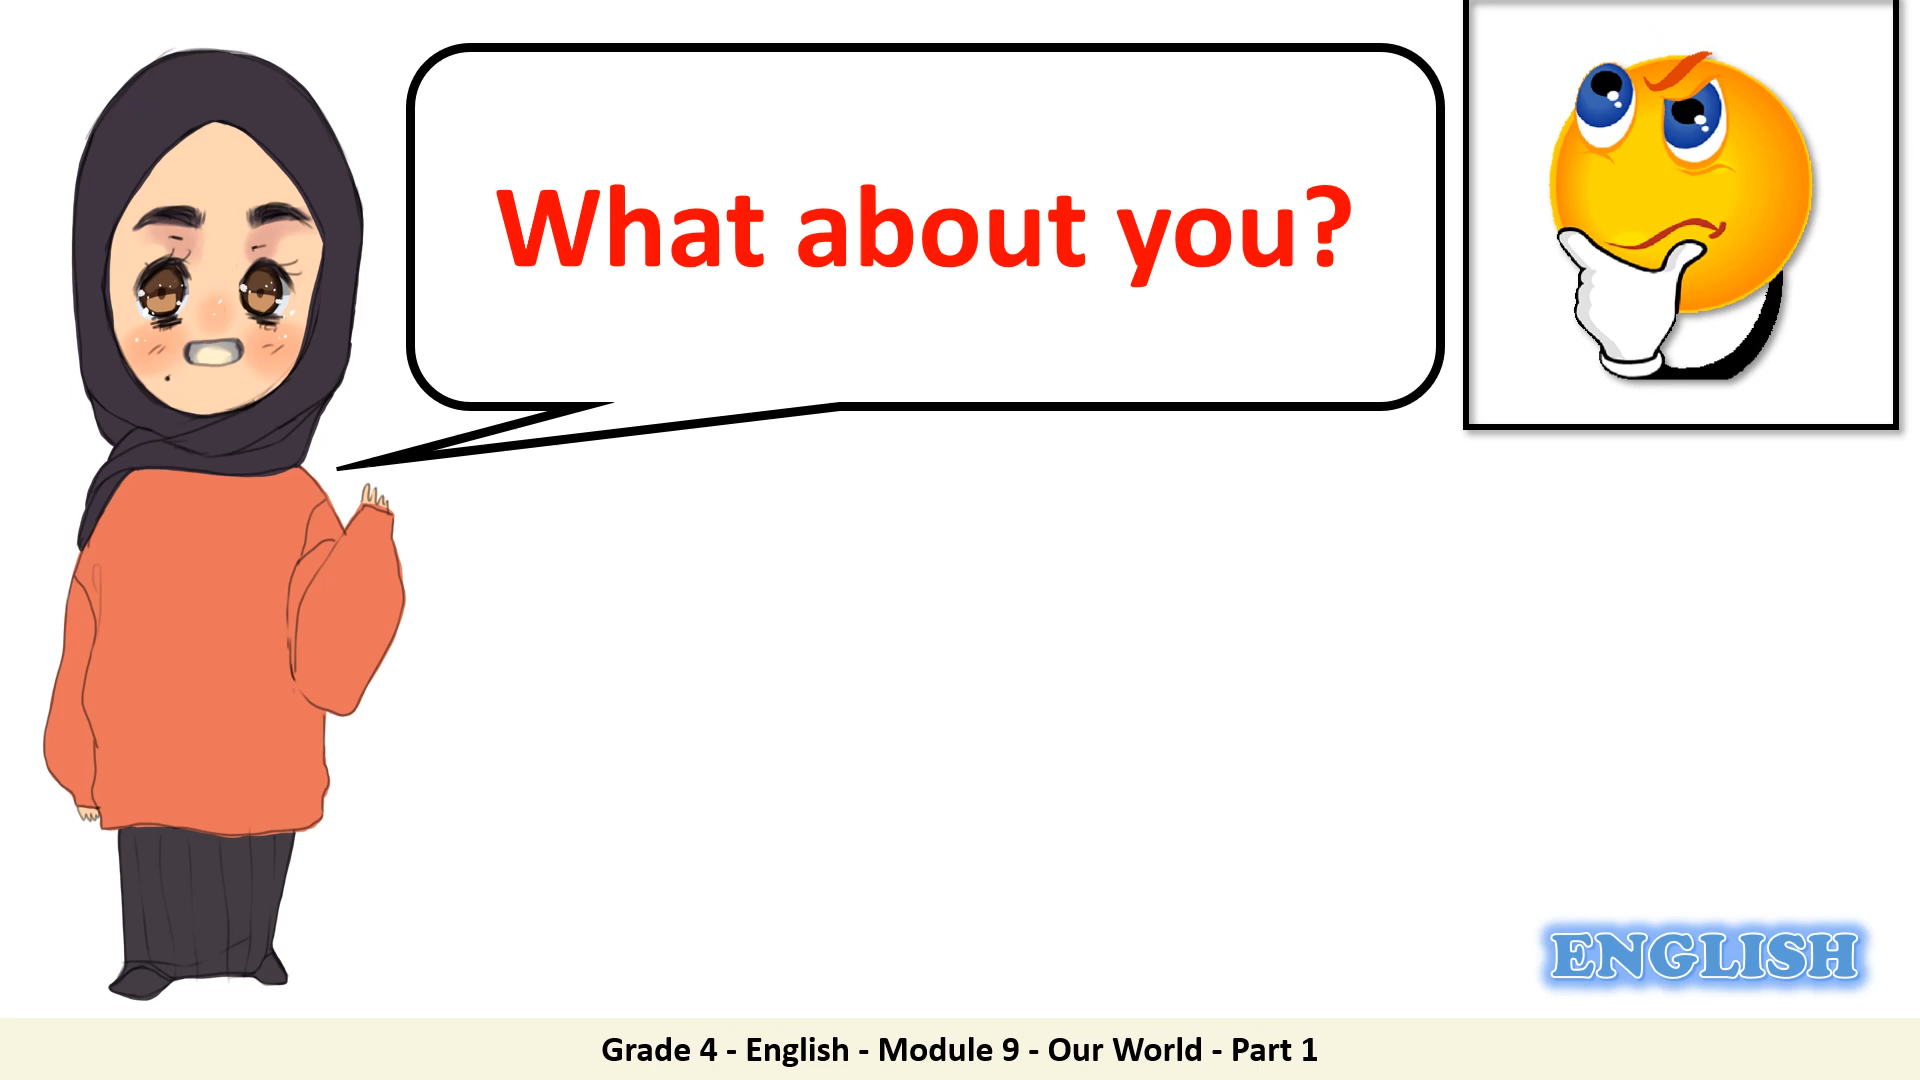 What about you?
ENGLISH
Grade 4 - English - Module 9 - Our World - Part 1